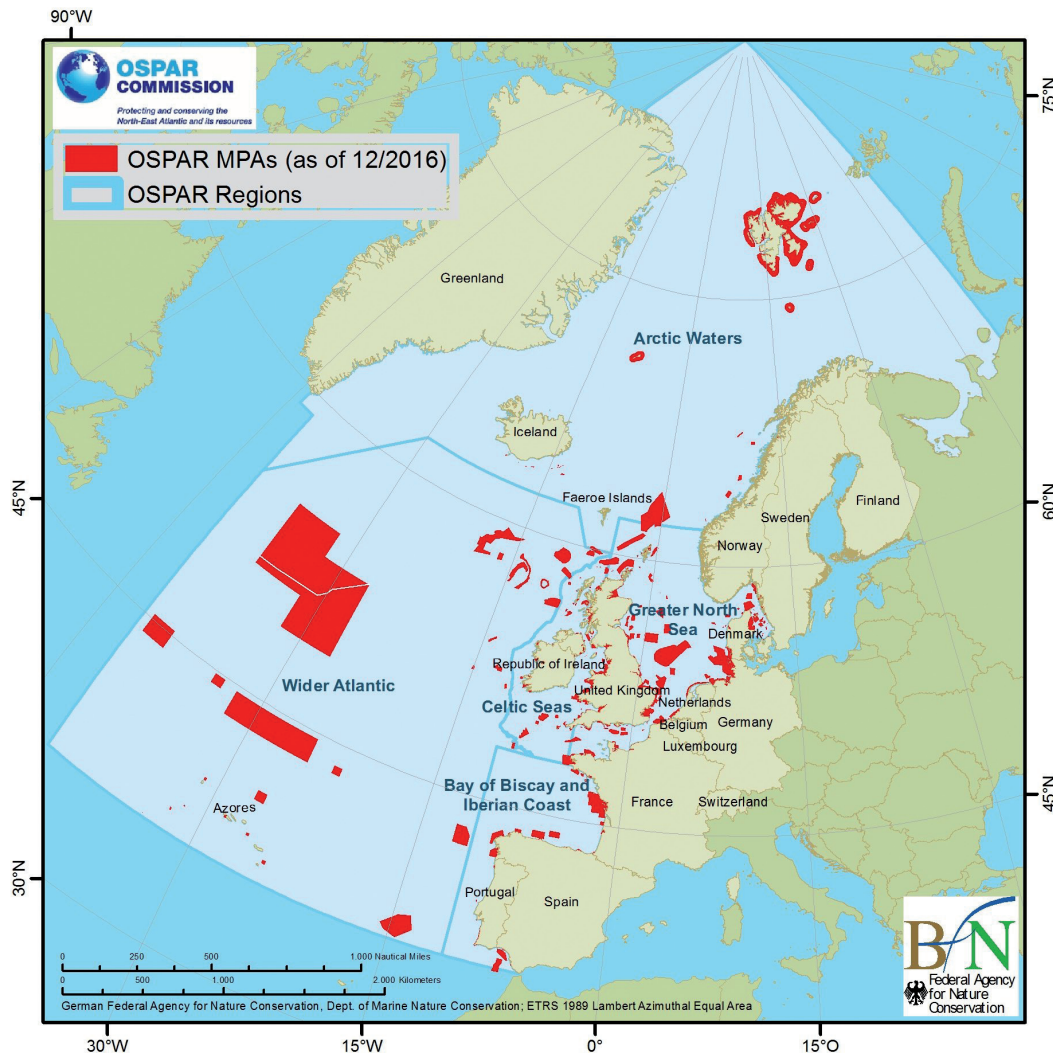 90°W
OSPAR
COMMISSION
Protecting and conserving the
North-East Atlantic and its resources
75°N
OSPAR MPAs (as of 12/2016)
OSPAR Regions
Greenland
Arctic Waters
Iceland
45°N
Faeroe Islands
Finland
60°N
Sweden
Norway
Greater North
Sea
Denmark
Republic of Ireland
Wider Atlantic
United Kingdom
Celtic Seas
Netherlands
Belgium
Germany
Luxembourg
Bay of Biscay and
Iberian Coast
France
Switzerland
45°N
Azores
30°N
Portugal
Spain
BfN
Federal Agency
for Nature
Conservation
0 250 500 1.000 Nautical Miles
0 500 1.000 2.000 Kilometers
German Federal Agency for Nature Conservation, Dept. of Marine Nature Conservation; ETRS 1989 Lambert Azimuthal Equal Area
30°W
15°W
0°
15°O